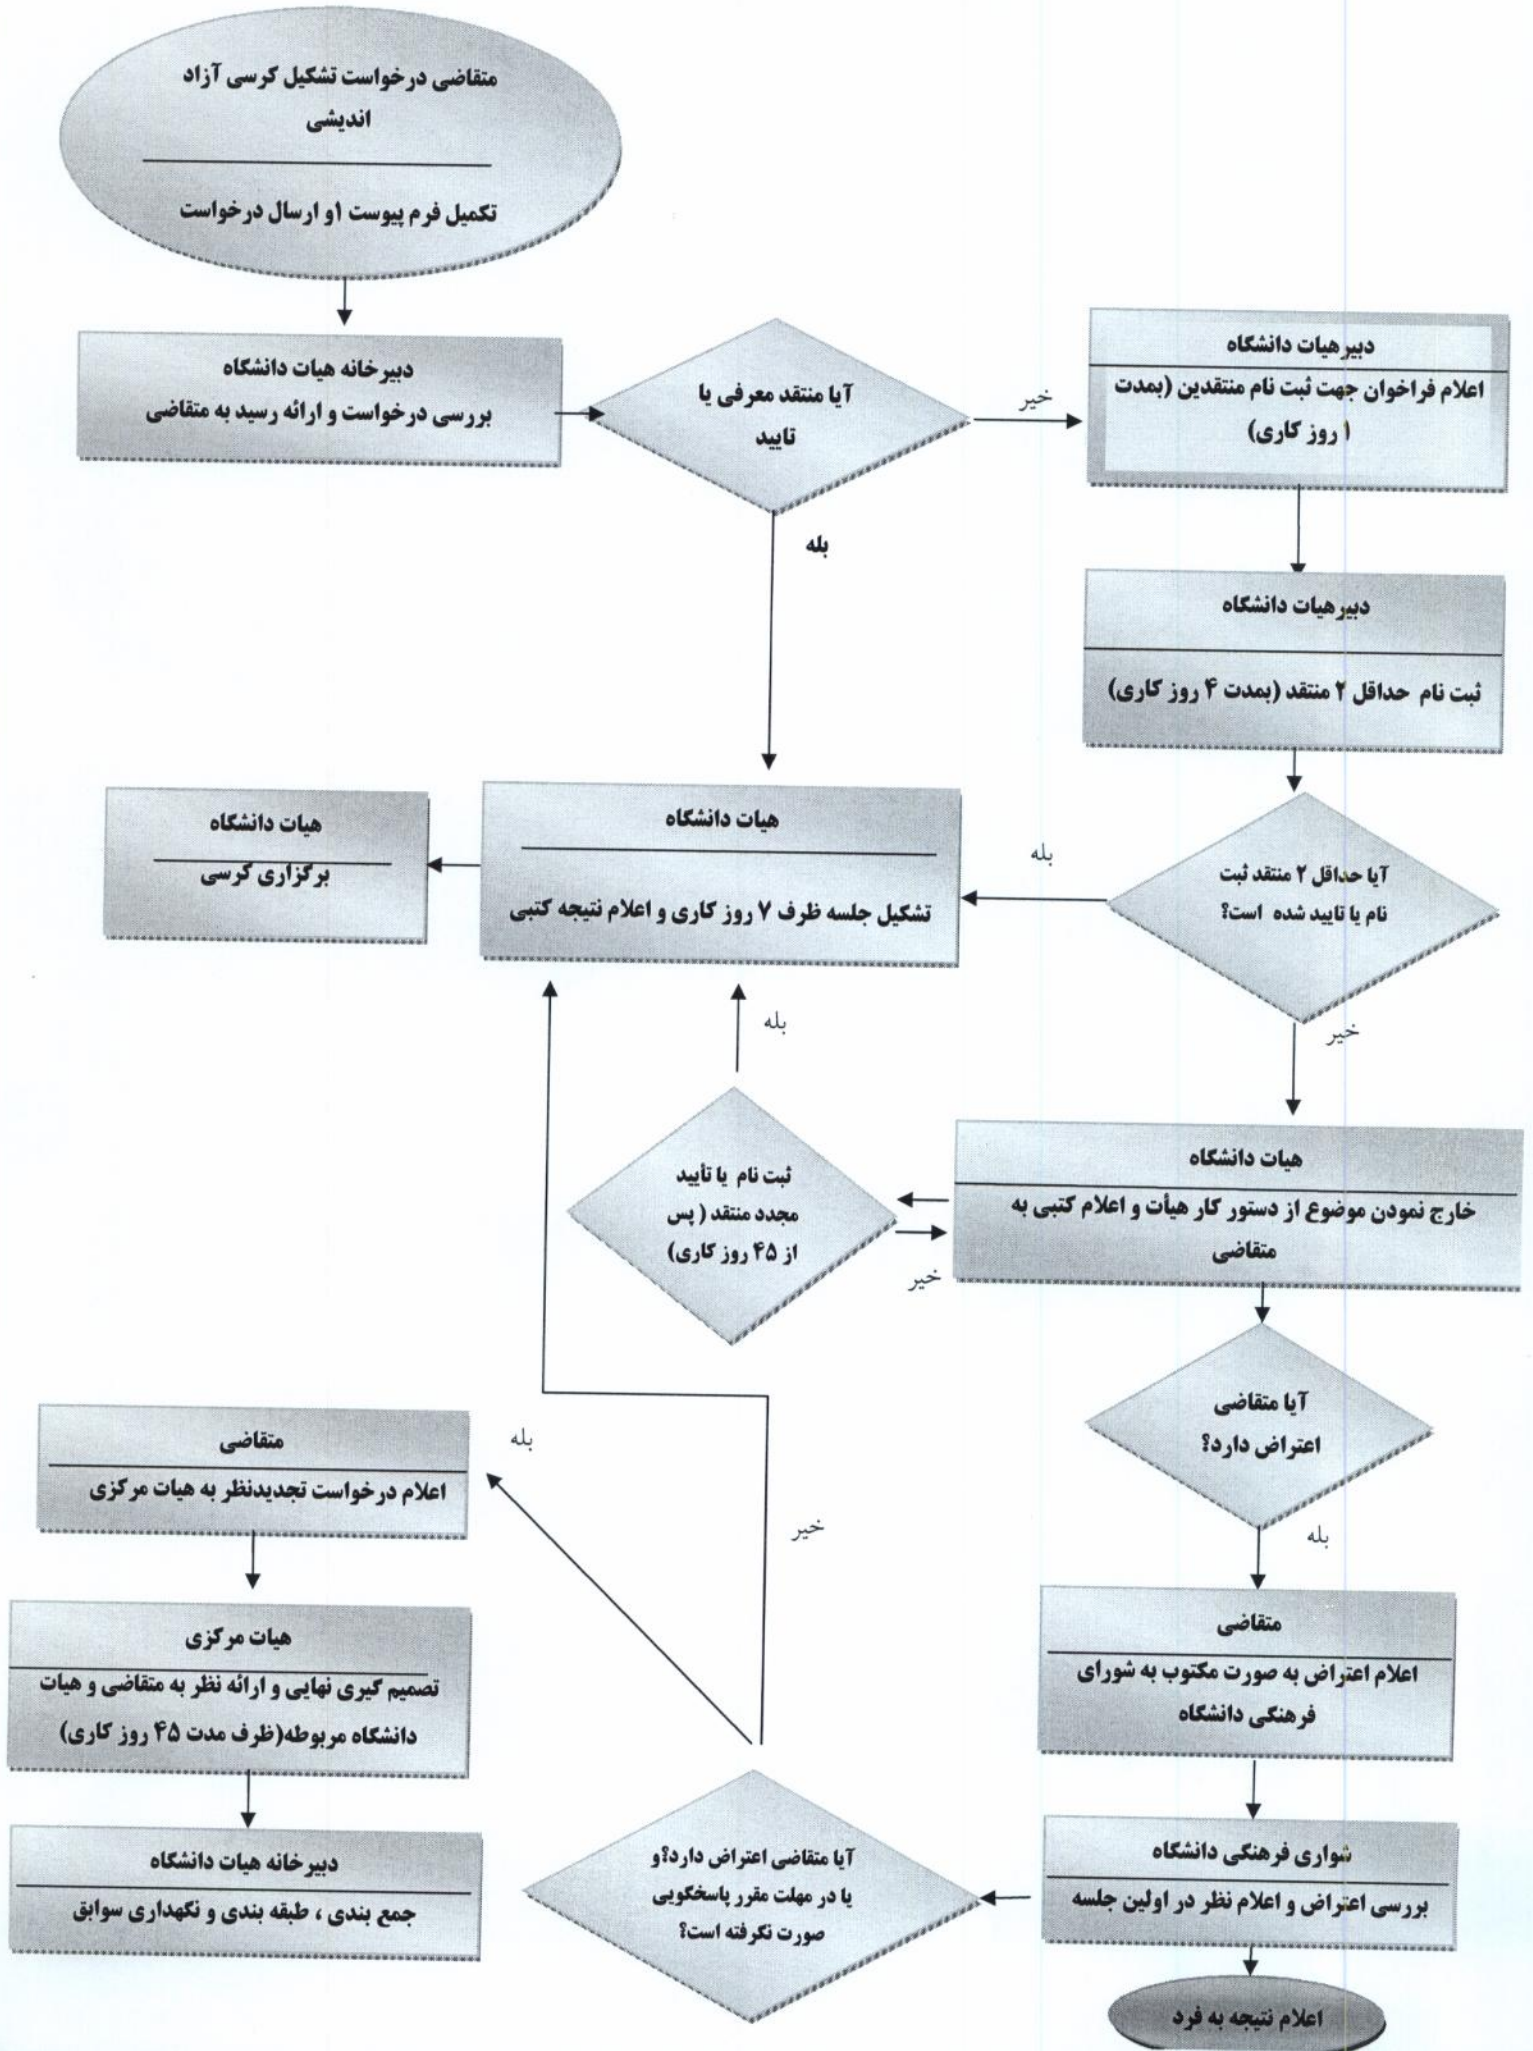 متقاضی درخواست تشکیل کرسی آزاد
اندیشی
تکمیل فرم پیوست ۱و ارسال درخواست
دبیرخانه هیات دانشگاه
بررسی درخواست و ارائه رسید به متقاضی
آیا منتقد معرفی یا
تایید
خیر
دبیرهیات دانشگاه
اعلام فراخوان جهت ثبت نام منتقدین (بمدت
۱ روز کاری)
بله
دبیرهیات دانشگاه
ثبت نام حداقل ۲ منتقد (بمدت ۴ روز کاری)
آیا حداقل ۲ منتقد ثبت
نام یا تایید شده است؟
بله
هیات دانشگاه
تشکیل جلسه ظرف ۷ روز کاری و اعلام نتیجه کتبی
هیات دانشگاه
برگزاری کرسی
خیر
بله
هیات دانشگاه
خارج نمودن موضوع از دستور کار هیأت و اعلام کتبی به
متقاضی
ثبت نام یا تأیید
مجدد منتقد ( پس
از ۴۵ روز کاری)
خیر
آیا متقاضی
اعتراض دارد؟
بله
متقاضی
اعلام اعتراض به صورت مکتوب به شورای
فرهنگی دانشگاه
شواری فرهنگی دانشگاه
بررسی اعتراض و اعلام نظر در اولین جلسه
اعلام نتیجه به فرد
آیا متقاضی اعتراض دارد؟و
یا در مهلت مقرر پاسخگویی
صورت نگرفته است؟
خیر
بله
متقاضی
اعلام درخواست تجدیدنظر به هیات مرکزی
هیات مرکزی
تصمیم گیری نهایی و ارائه نظر به متقاضی و هیات
دانشگاه مربوطه(ظرف مدت ۴۵ روز کاری)
دبیرخانه هیات دانشگاه
جمع بندی ، طبقه بندی و نگهداری سوابق